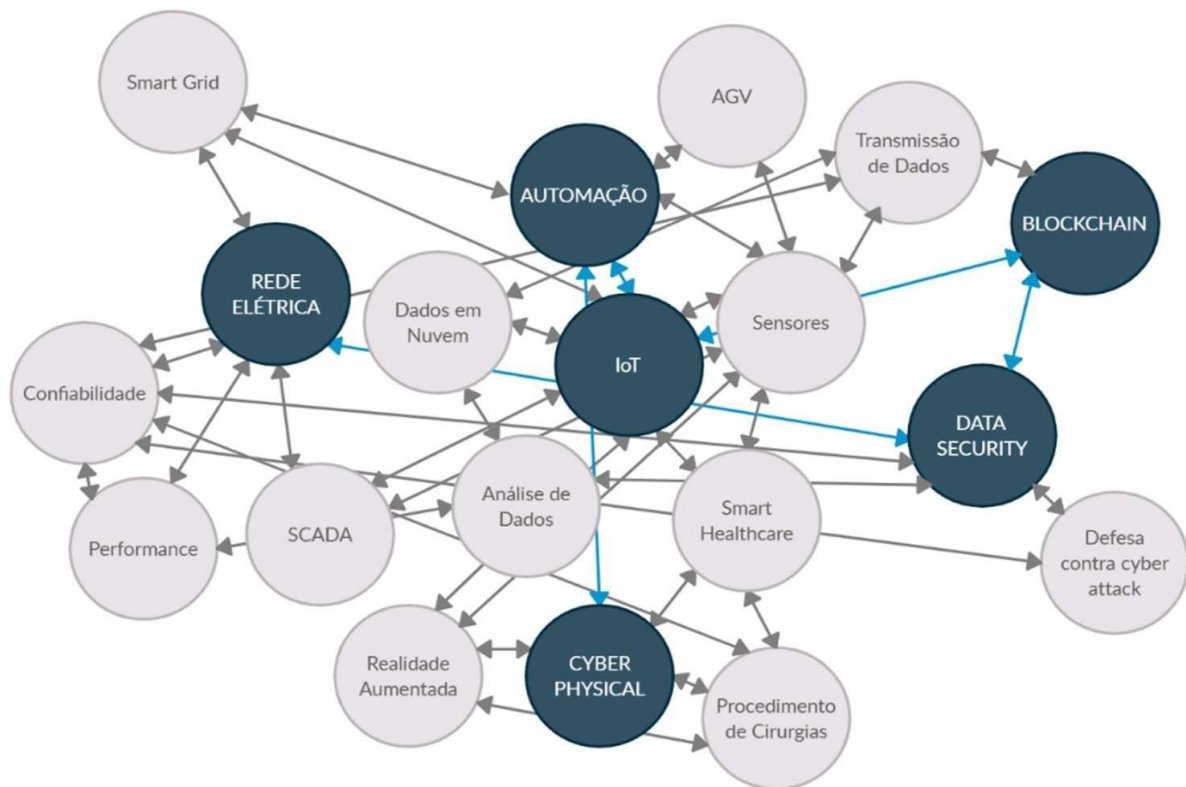 Smart Grid
AGV
Transmissão
de Dados
AUTOMAÇÃO
BLOCKCHAIN
REDE
ELÉTRICA
Dados em
Nuvem
Sensores
IoT
Confiabilidade
DATA
SECURITY
Análise de
Dados
Smart
Healthcare
SCADA
Performance
Defesa
contra cyber
attack
Realidade
Aumentada
CYBER
PHYSICAL
Procedimento
de Cirurgias